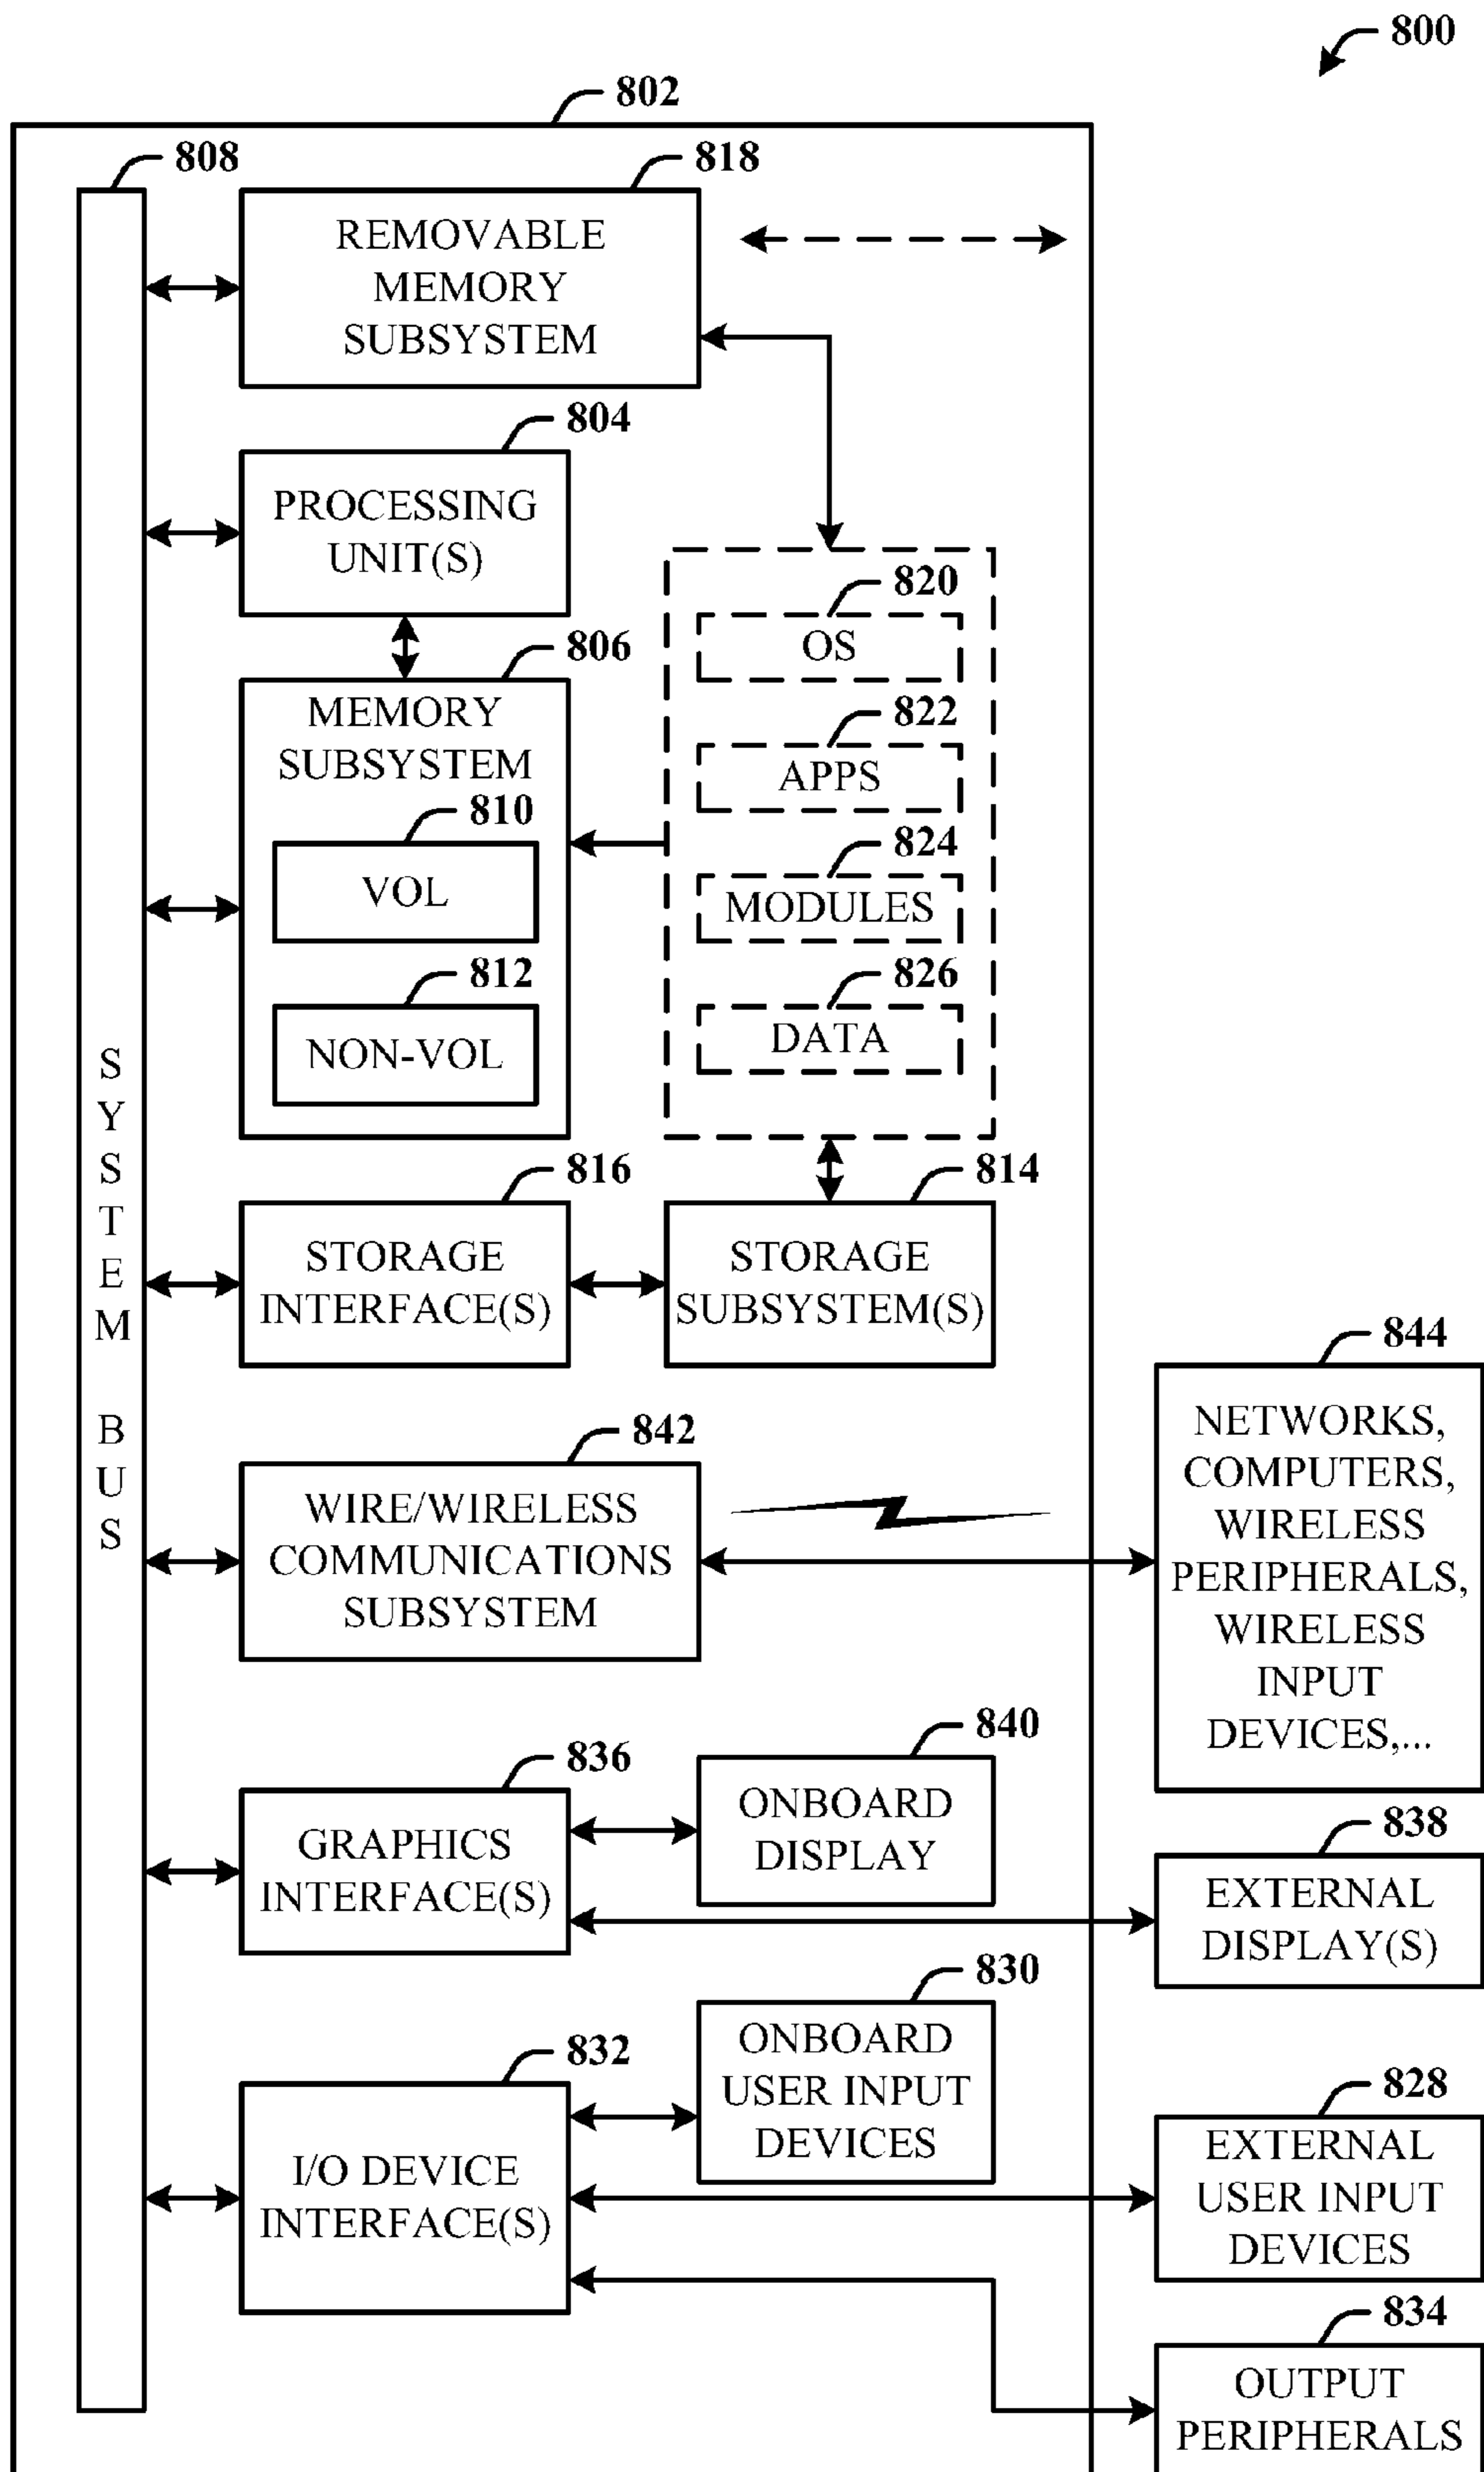 800
802
808
818
REMOVABLE
MEMORY
SUBSYSTEM
804
PROCESSING
UNIT(S)
806
MEMORY
SUBSYSTEM
810
VOL
812
NON-VOL
820
OS
822
APPS
824
MODULES
826
DATA
816
STORAGE
INTERFACE(S)
814
STORAGE
SUBSYSTEM(S)
SYSTEM BUS
842
WIRE/WIRELESS
COMMUNICATIONS
SUBSYSTEM
844
NETWORKS,
COMPUTERS,
WIRELESS
PERIPHERALS,
WIRELESS
INPUT
DEVICES,...
836
GRAPHICS
INTERFACE(S)
840
ONBOARD
DISPLAY
838
EXTERNAL
DISPLAY(S)
832
I/O DEVICE
INTERFACE(S)
830
ONBOARD
USER INPUT
DEVICES
828
EXTERNAL
USER INPUT
DEVICES
834
OUTPUT
PERIPHERALS